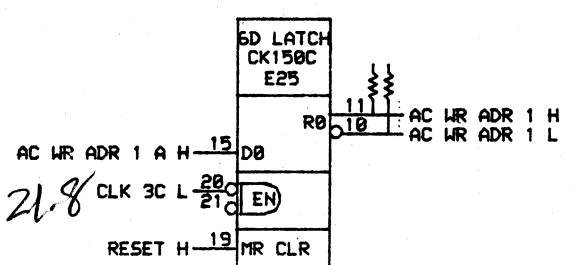 6D LATCH
CK150C
E25
R0
11
10
AC WR ADR 1 H
AC WR ADR 1 L
AC WR ADR 1 A H
15
D0
21.8
CLK 3C L
20
21
EN
RESET H
19
MR CLR